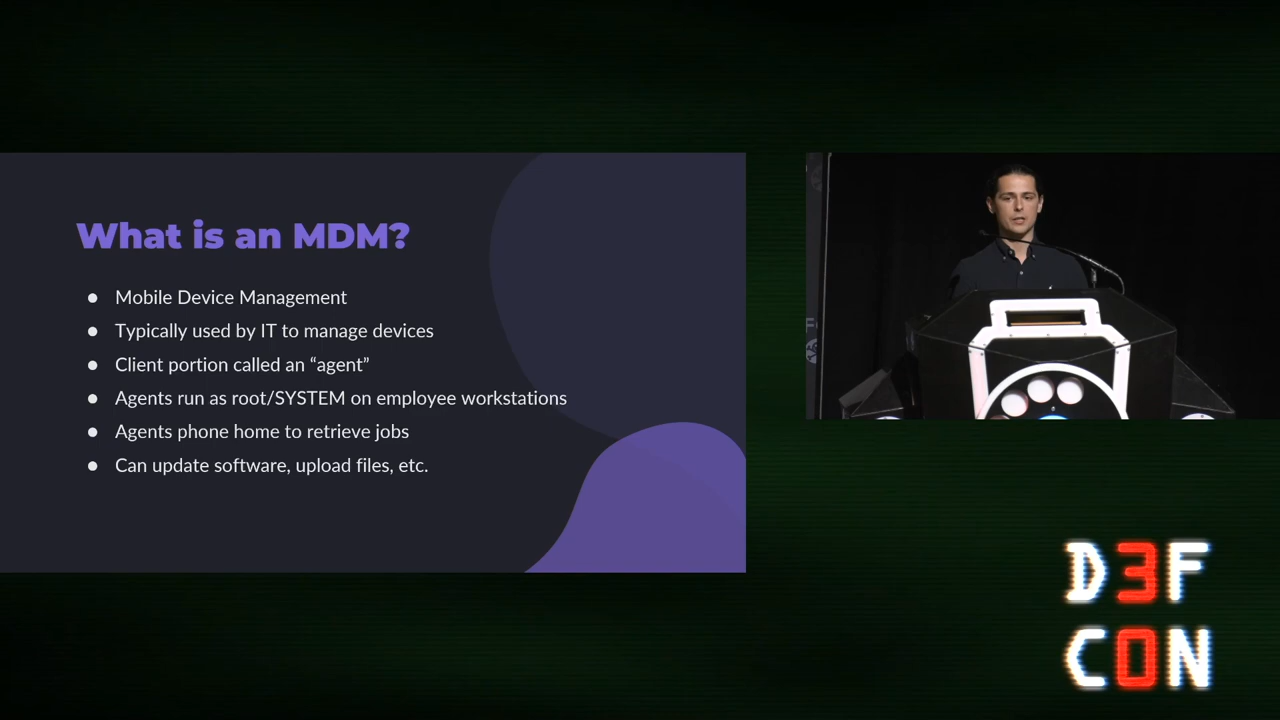 What is an MDM?
● Mobile Device Management
● Typically used by IT to manage devices
● Client portion called an “agent”
● Agents run as root/SYSTEM on employee workstations
● Agents phone home to retrieve jobs
● Can update software, upload files, etc.
D3F
C0N